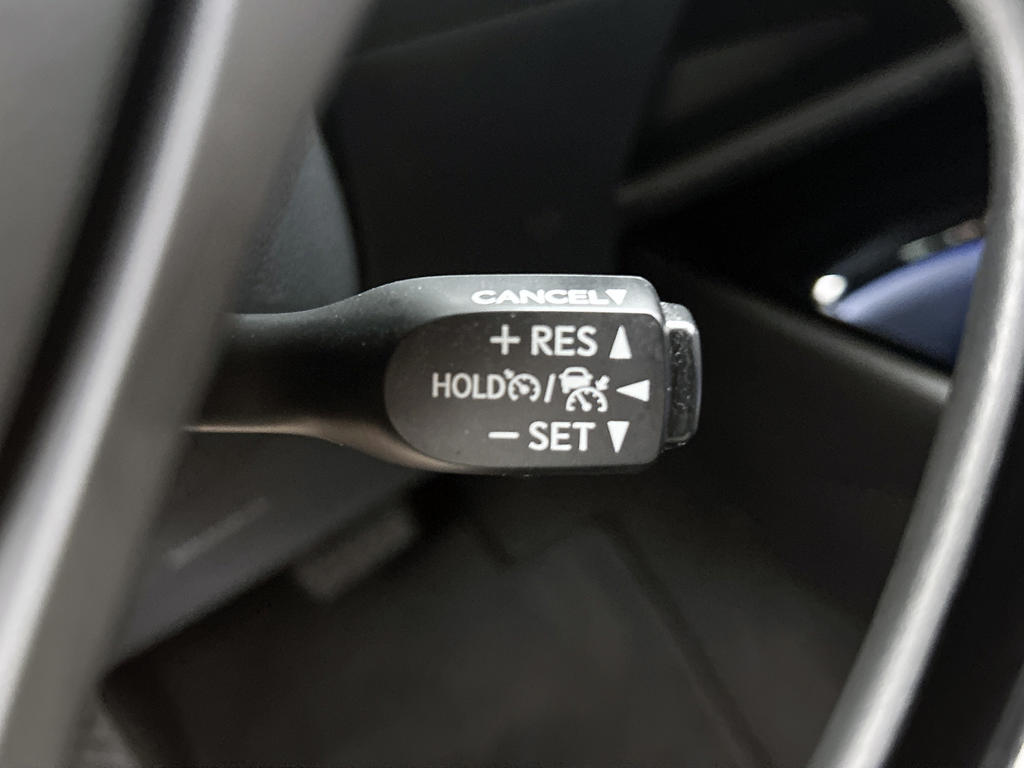 CANCEL▼
+ RES ▲
HOLD / ◀
− SET ▼